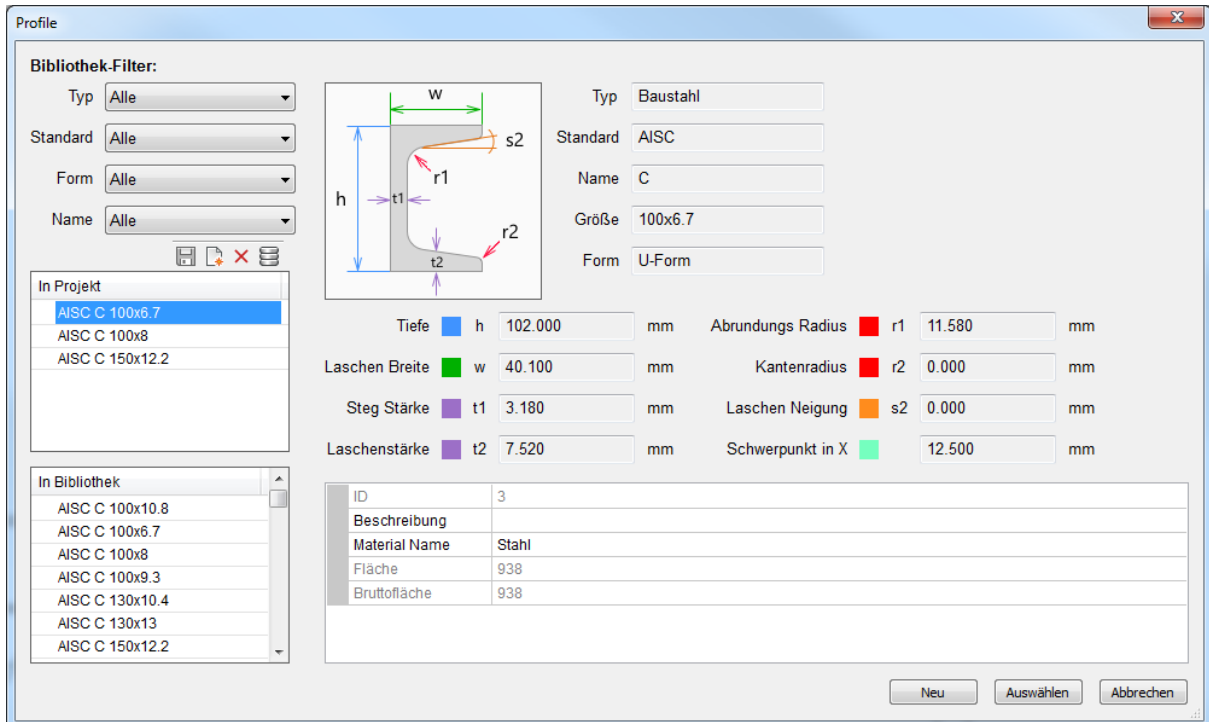 Profile
x
Bibliothek-Filter:
Typ Alle
Standard Alle
Form Alle
Name Alle
w
s2
r1
h
t1
r2
t2
Typ Baustahl
Standard AISC
Name C
Größe 100x6.7
Form U-Form
In Projekt
AISC C 100x6.7
AISC C 100x8
AISC C 150x12.2
Tiefe h 102.000 mm Abrundungs Radius r1 11.580 mm
Laschen Breite w 40.100 mm Kantenradius r2 0.000 mm
Steg Stärke t1 3.180 mm Laschen Neigung s2 0.000 mm
Laschenstärke t2 7.520 mm Schwerpunkt in X 12.500 mm
In Bibliothek
AISC C 100x10.8
AISC C 100x6.7
AISC C 100x8
AISC C 100x9.3
AISC C 130x10.4
AISC C 130x13
AISC C 150x12.2
ID 3
Beschreibung
Material Name Stahl
Fläche 938
Bruttofläche 938
Neu Auswählen Abbrechen